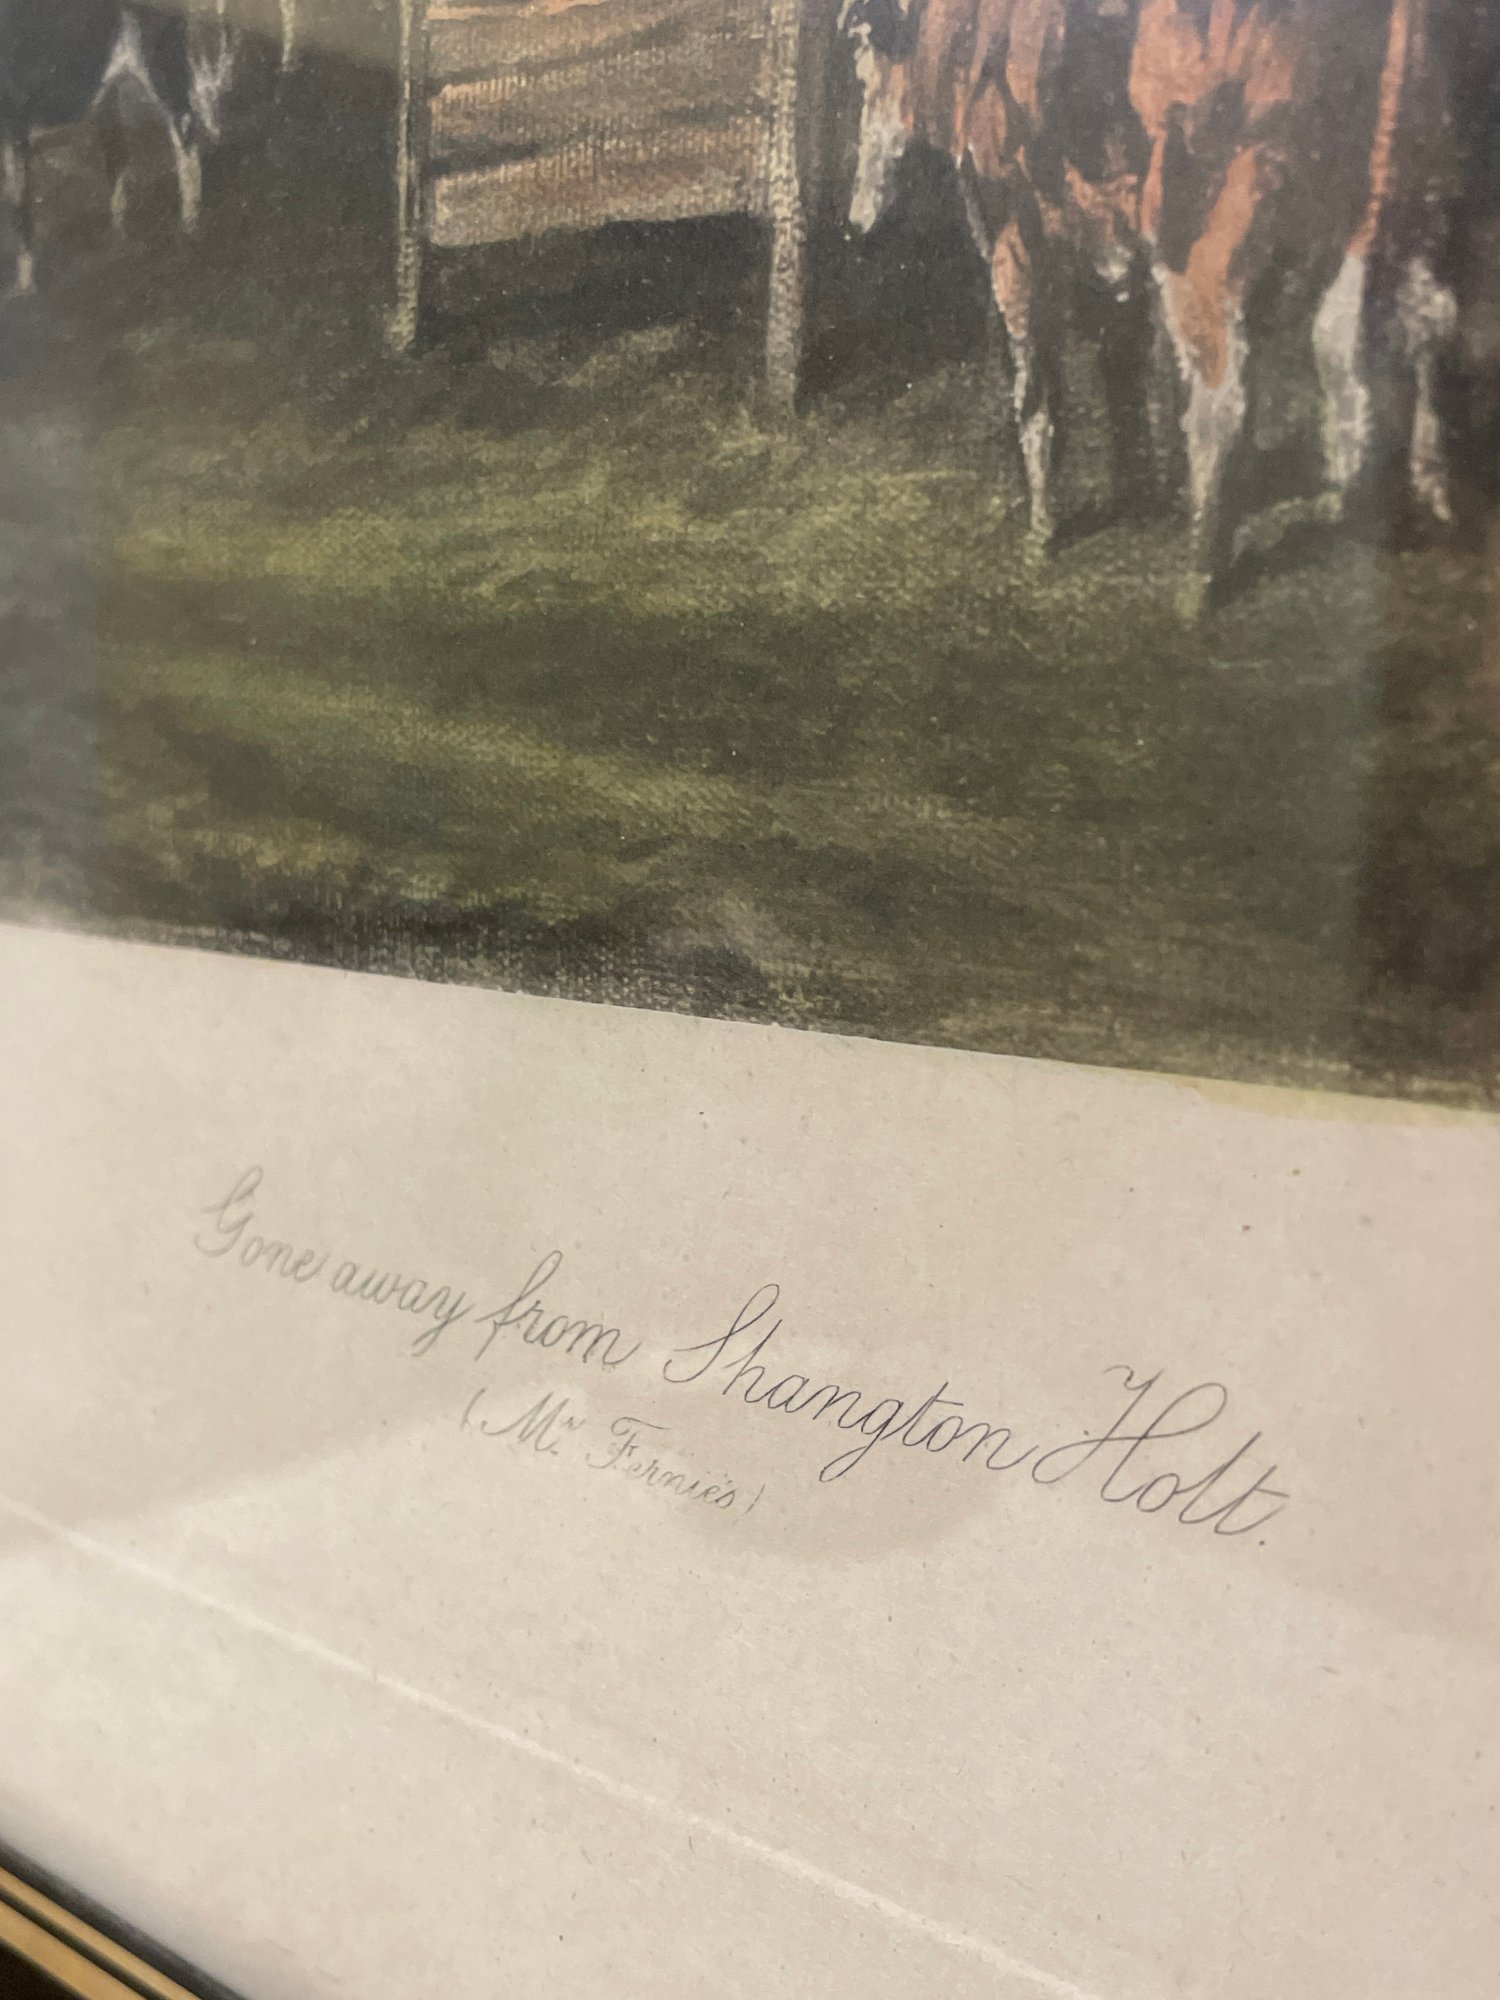 Gone away from Shangton Holt.
(Mr. Fernie's)